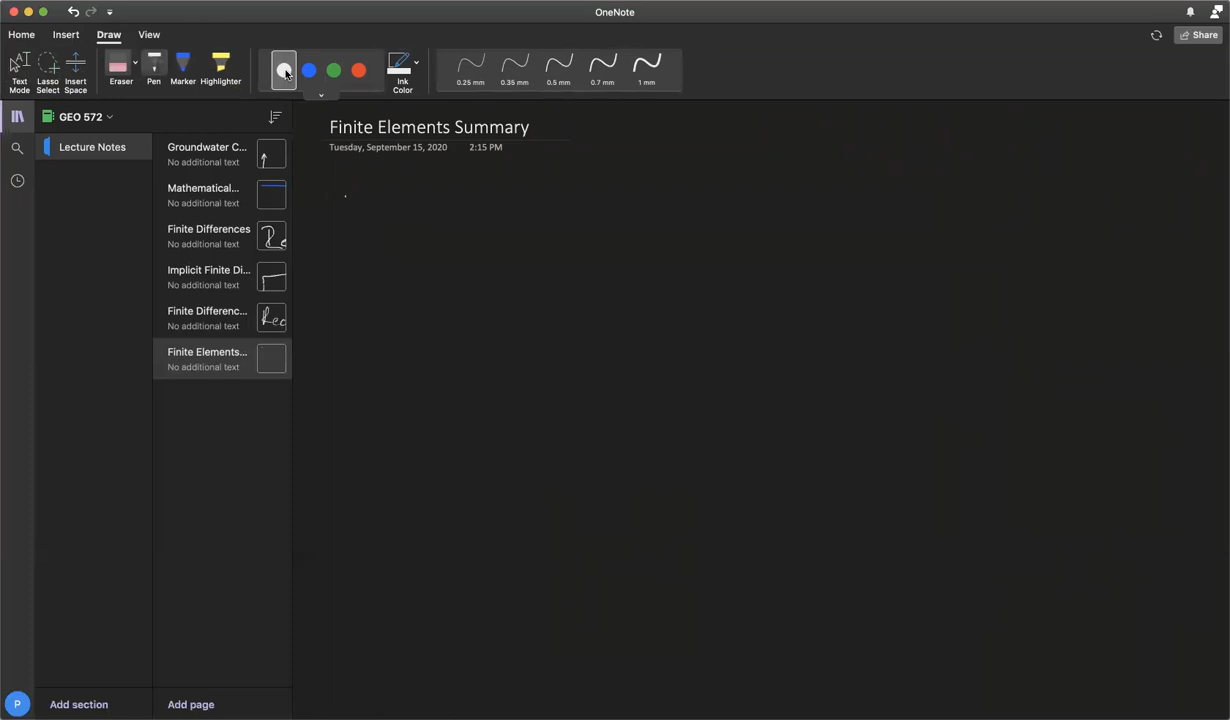 OneNote
Home Insert Draw View
Share
Text Mode
Lasso Select
Insert Space
Eraser
Pen
Marker
Highlighter
Ink Color
0.25 mm
0.35 mm
0.5 mm
0.7 mm
1 mm
GEO 572
Lecture Notes
Groundwater C...
No additional text
Mathematical...
No additional text
Finite Differences
No additional text
Implicit Finite Di...
No additional text
Finite Differenc...
No additional text
Finite Elements...
No additional text
Finite Elements Summary
Tuesday, September 15, 2020 2:15 PM
P
Add section
Add page